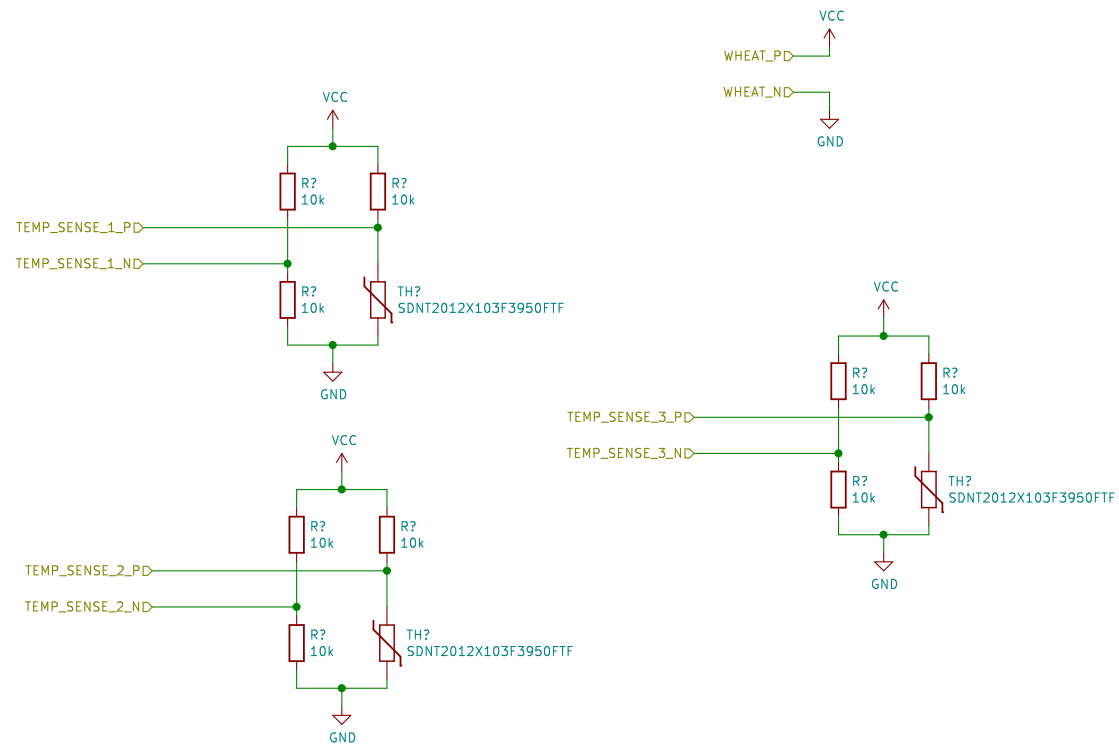 VCC
WHEAT_P
WHEAT_N
GND
VCC
R?
10k
R?
10k
TEMP_SENSE_1_P
TEMP_SENSE_1_N
R?
10k
TH?
SDNT2012X103F3950FTF
GND
VCC
R?
10k
R?
10k
TEMP_SENSE_3_P
TEMP_SENSE_3_N
R?
10k
TH?
SDNT2012X103F3950FTF
GND
VCC
R?
10k
R?
10k
TEMP_SENSE_2_P
TEMP_SENSE_2_N
R?
10k
TH?
SDNT2012X103F3950FTF
GND